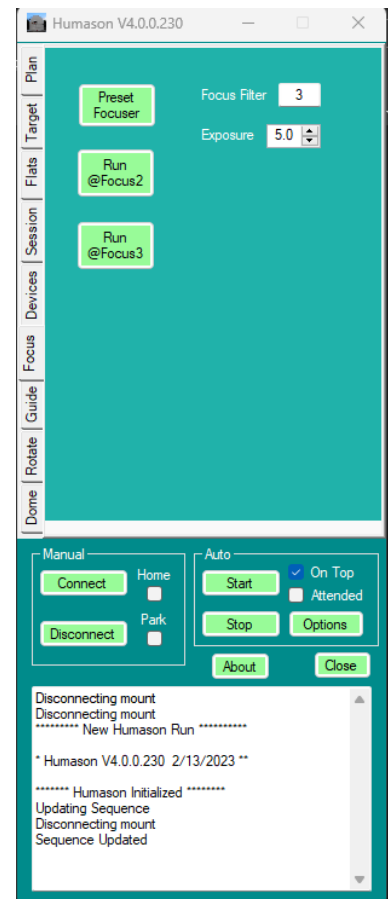 Humason V4.0.0.230
Plan
Target
Flats
Session
Devices
Focus
Guide
Rotate
Dome
Preset
Focuser
Focus Filter 3
Exposure 5.0
Run
@Focus2
Run
@Focus3
Manual
Connect
Home
Disconnect
Park
Auto
Start
On Top
Attended
Stop
Options
About
Close
Disconnecting mount
Disconnecting mount
********* New Humason Run **********
* Humason V4.0.0.230 2/13/2023 **
******* Humason Initialized ********
Updating Sequence
Disconnecting mount
Sequence Updated